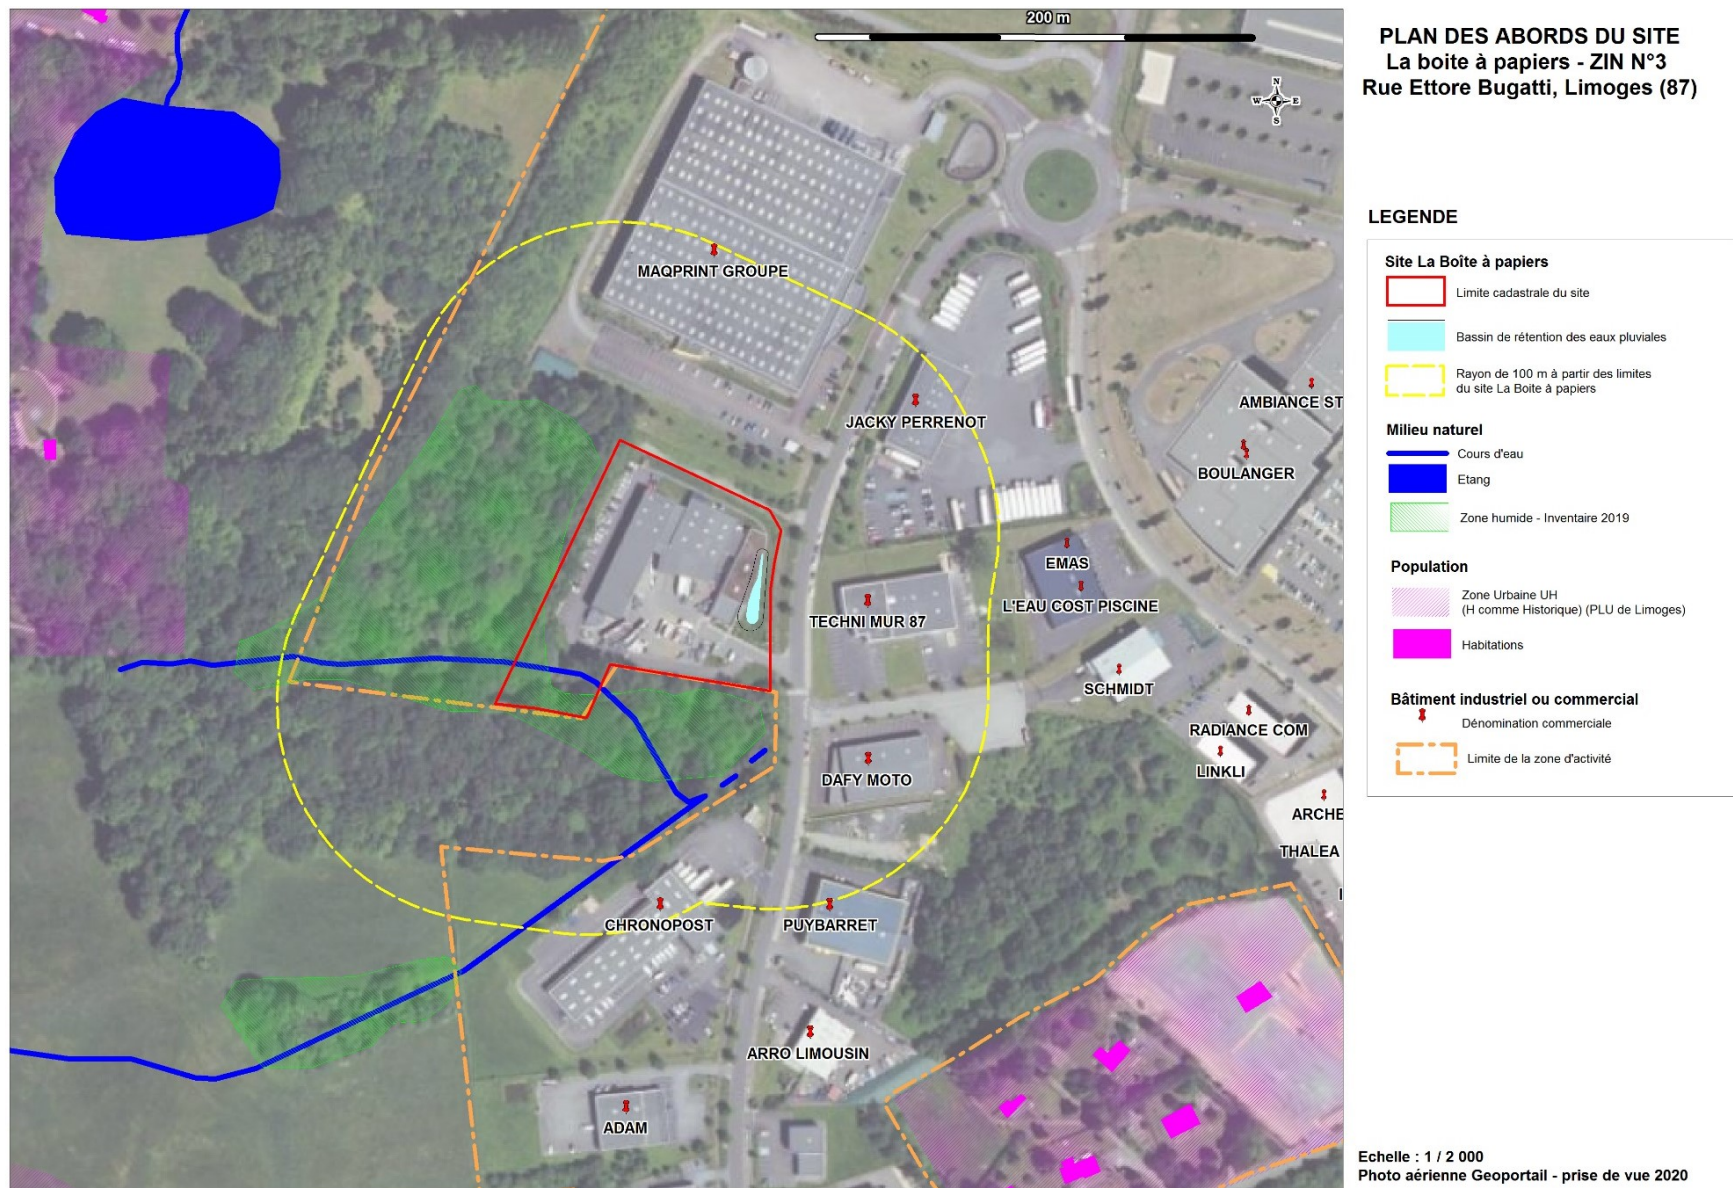 200 m
N
W E
S
MAQPRINT GROUPE
JACKY PERRENOT
AMBIANCE ST
BOULANGER
EMAS
L'EAU COST PISCINE
TECHNI MUR 87
SCHMIDT
RADIANCE COM
LINKLI
DAFY MOTO
ARCHE
THALEA
CHRONOPOST
PUYBARRET
ARRO LIMOUSIN
ADAM
PLAN DES ABORDS DU SITE
La boite à papiers - ZIN N°3
Rue Ettore Bugatti, Limoges (87)
LEGENDE
Site La Boîte à papiers
Limite cadastrale du site
Bassin de rétention des eaux pluviales
Rayon de 100 m à partir des limites
du site La Boite à papiers
Milieu naturel
Cours d'eau
Etang
Zone humide - Inventaire 2019
Population
Zone Urbaine UH
(H comme Historique) (PLU de Limoges)
Habitations
Bâtiment industriel ou commercial
Dénomination commerciale
Limite de la zone d'activité
Echelle : 1 / 2 000
Photo aérienne Geoportail - prise de vue 2020